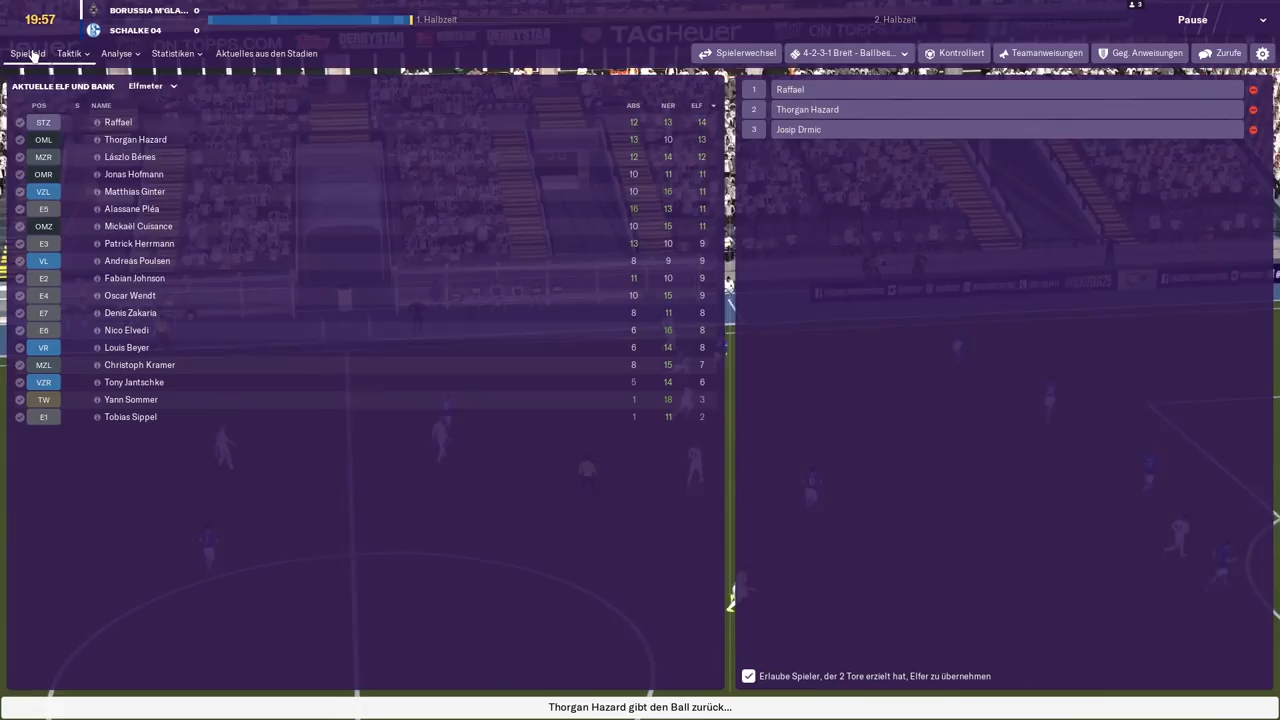 19:57
BORUSSIA M'GLA... 0
SCHALKE 04 0
1. Halbzeit
2. Halbzeit
3
Pause
Spielfeld
Taktik
Analyse
Statistiken
Aktuelles aus den Stadien
Spielerwechsel
4-2-3-1 Breit - Ballbes...
Kontrolliert
Teamanweisungen
Geg. Anweisungen
Zurufe
TAGHeuer
AKTUELLE ELF UND BANK Elfmeter
POS S NAME ABS NER ELF
STZ Raffael 12 13 14
OML Thorgan Hazard 13 10 13
MZR László Bénes 12 14 12
OMR Jonas Hofmann 10 11 11
VZL Matthias Ginter 10 16 11
E5 Alassane Pléa 16 13 11
OMZ Mickaël Cuisance 10 15 11
E3 Patrick Herrmann 13 10 9
VL Andreas Poulsen 8 9 9
E2 Fabian Johnson 11 10 9
E4 Oscar Wendt 10 15 9
E7 Denis Zakaria 8 11 8
E6 Nico Elvedi 6 16 8
VR Louis Beyer 6 14 8
MZL Christoph Kramer 8 15 7
VZR Tony Jantschke 5 14 6
TW Yann Sommer 1 18 3
E1 Tobias Sippel 1 11 2
1 Raffael
2 Thorgan Hazard
3 Josip Drmic
Erlaube Spieler, der 2 Tore erzielt hat, Elfer zu übernehmen
Thorgan Hazard gibt den Ball zurück...